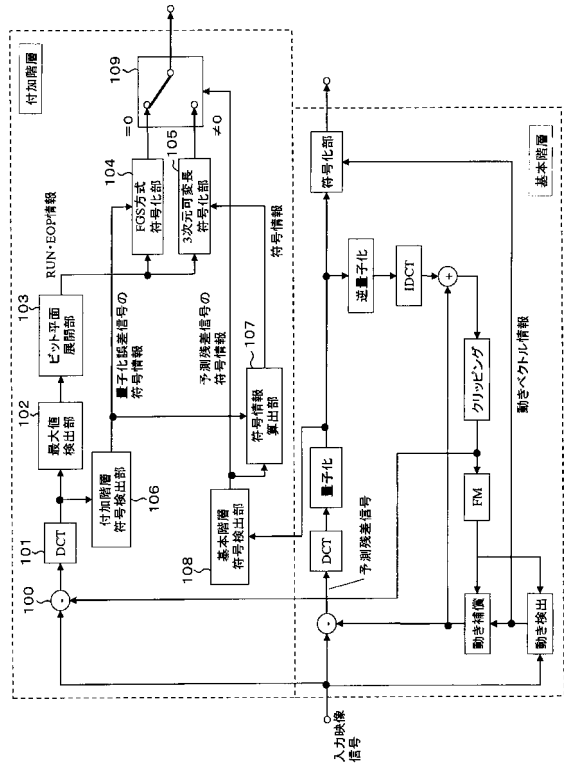 付加階層
100
101
DCT
102
最大値
検出部
103
ビット平面
展開部
RUN・EOP情報
104
FGS方式
符号化部
=0
109
105
3次元可変長
符号化部
≠0
106
付加階層
符号検出部
量子化誤差信号の
符号情報
予測残差信号の
符号情報
107
符号情報
算出部
符号情報
108
基本階層
符号検出部
入力映像
信号
-
-
予測残差信号
DCT
量子化
符号化部
逆量子化
IDCT
+
クリッピング
FM
動き補償
動き検出
動きベクトル情報
基本階層